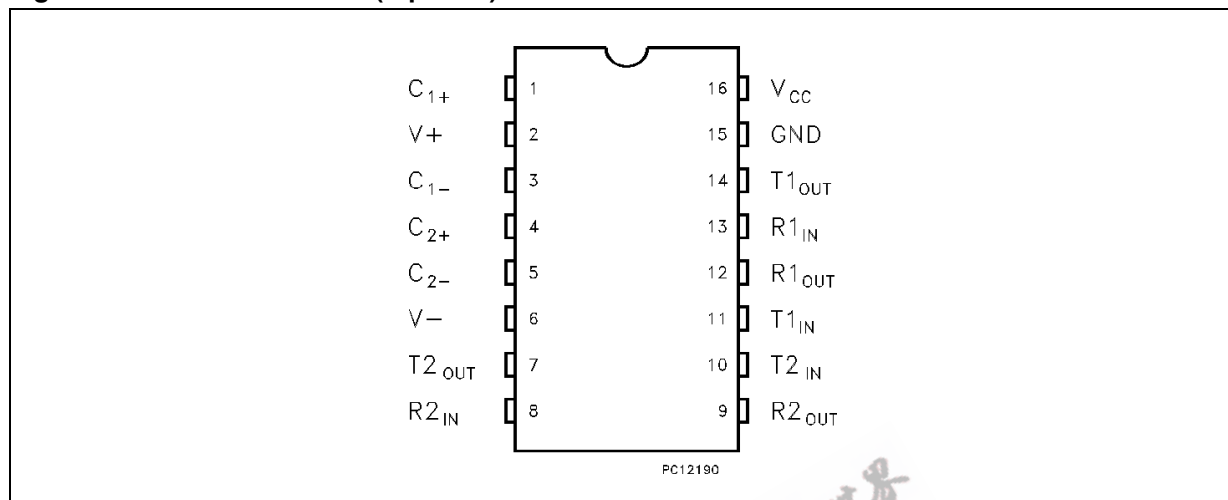 C1+ 1 16 VCC
V+ 2 15 GND
C1− 3 14 T1OUT
C2+ 4 13 R1IN
C2− 5 12 R1OUT
V− 6 11 T1IN
T2OUT 7 10 T2IN
R2IN 8 9 R2OUT
PC12190